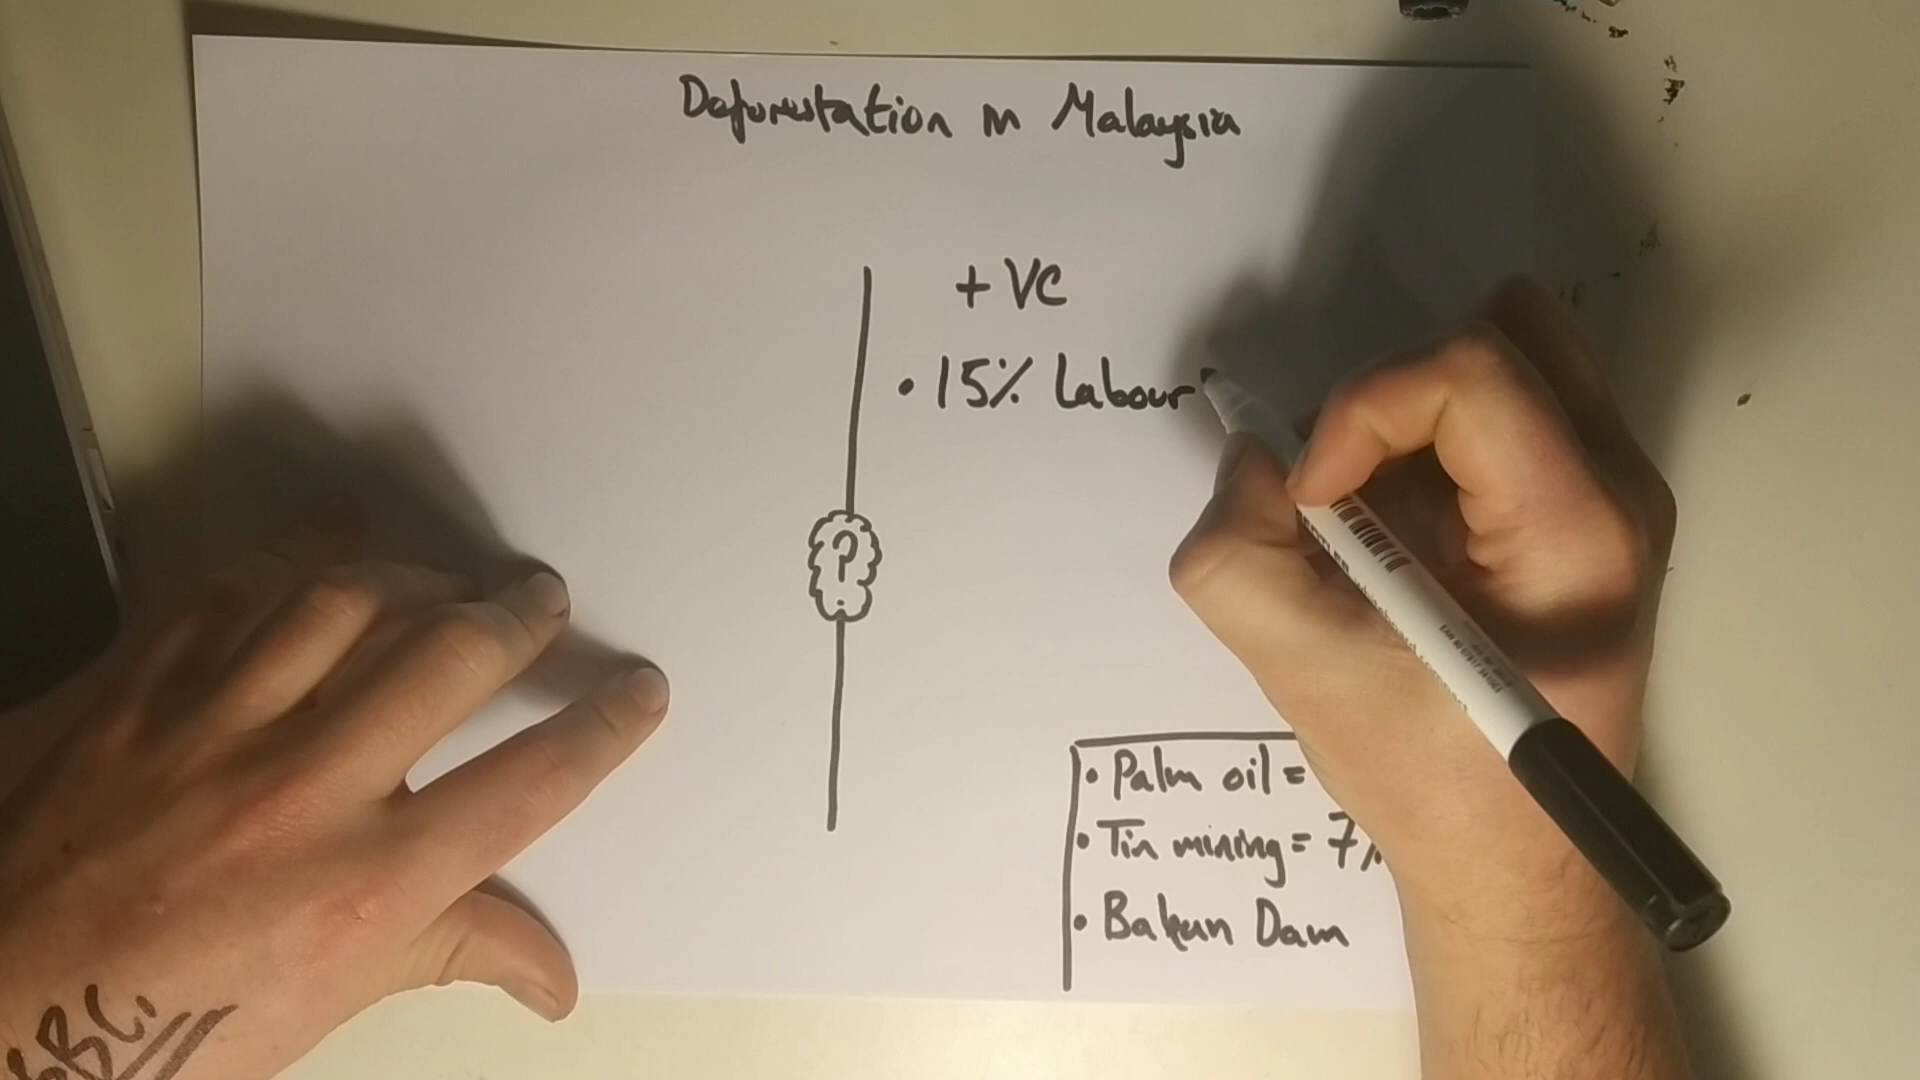 Deforestation in Malaysia
+ VC
• 15% Labour
?
• Palm oil =
• Tin mining = 7%
• Bakun Dam